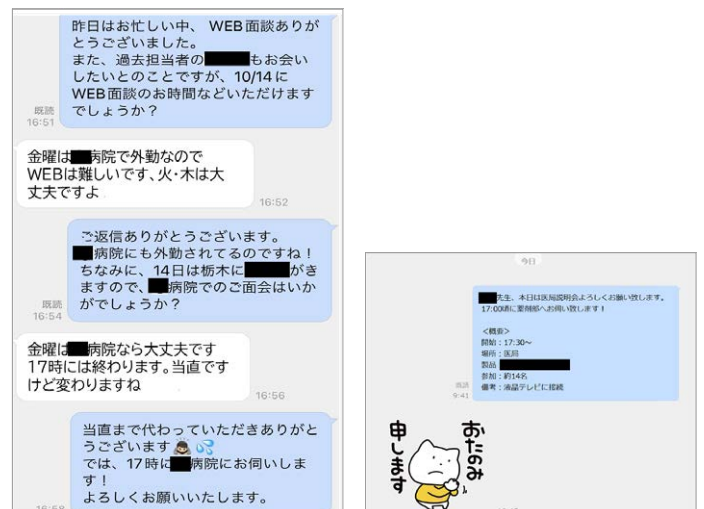 昨日はお忙しい中、 WEB面談ありが
とうございました。
また、過去担当者の もお会い
したいとのことですが、10/14に
WEB面談のお時間などいただけます
でしょうか？
既読
16:51
金曜は 病院で外勤なので
WEBは難しいです、火・木は大
丈夫ですよ
16:52
ご返信ありがとうございます。
病院にも外勤されてるのですね！
ちなみに、14日は栃木に がき
ますので、 病院でのご面会はいか
がでしょうか？
既読
16:54
金曜は 病院なら大丈夫です
17時には終わります。当直です
けど変わりますね
16:56
当直まで代わっていただきありがと
うございます
では、17時に 病院にお伺いしま
す！
よろしくお願いいたします。
16:58
今日
先生、本日は医局説明会よろしくお願い致します。
17:00頃に薬剤部へお伺い致します！
＜概要＞
開始：17:30〜
場所：医局
製品
参加：約14名
備考：液晶テレビに接続
既読
9:41
おたのみ
申します